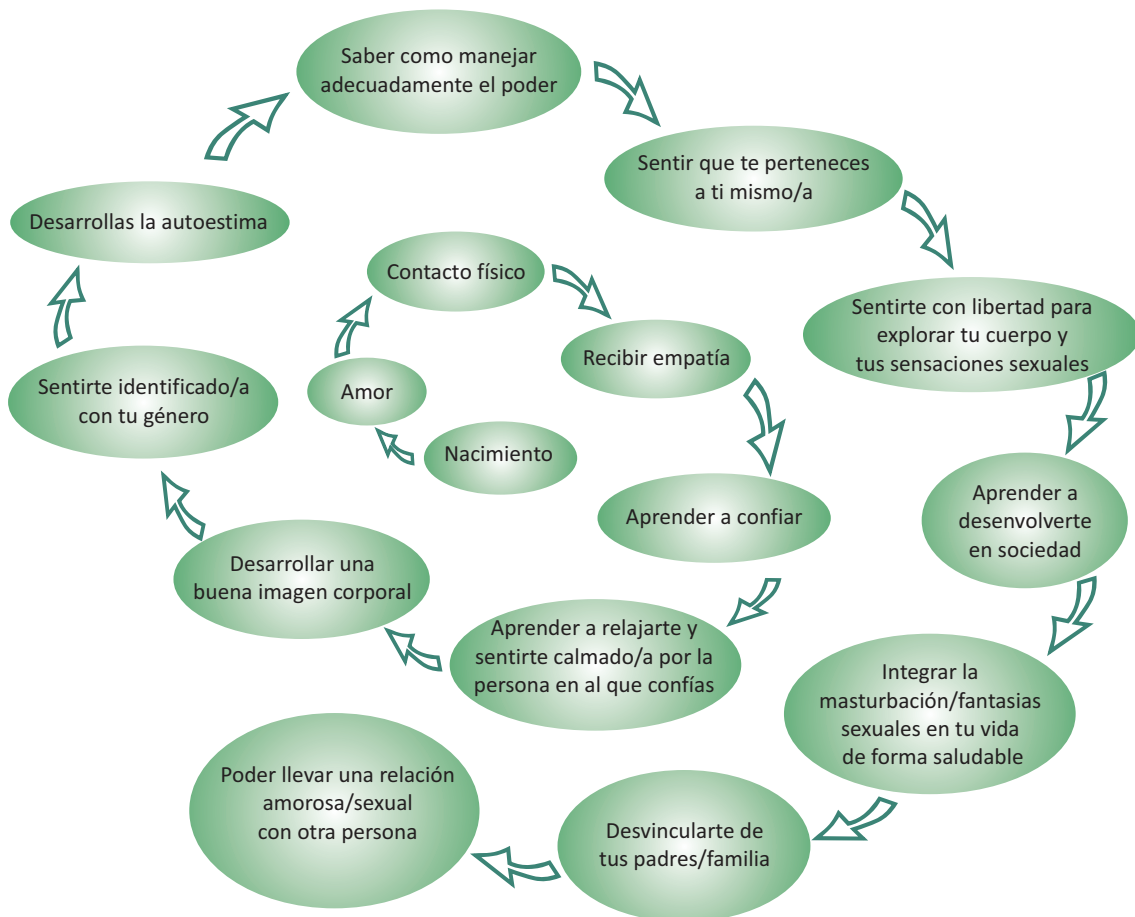 Saber como manejar
adecuadamente el poder
Sentir que te perteneces
a ti mismo/a
Desarrollas la autoestima
Contacto físico
Sentirte con libertad para
explorar tu cuerpo y
tus sensaciones sexuales
Recibir empatía
Sentirte identificado/a
con tu género
Amor
Nacimiento
Aprender a confiar
Aprender a
desenvolverte
en sociedad
Desarrollar una
buena imagen corporal
Aprender a relajarte y
sentirte calmado/a por la
persona en al que confías
Integrar la
masturbación/fantasias
sexuales en tu vida
de forma saludable
Poder llevar una relación
amorosa/sexual
con otra persona
Desvincularte de
tus padres/familia